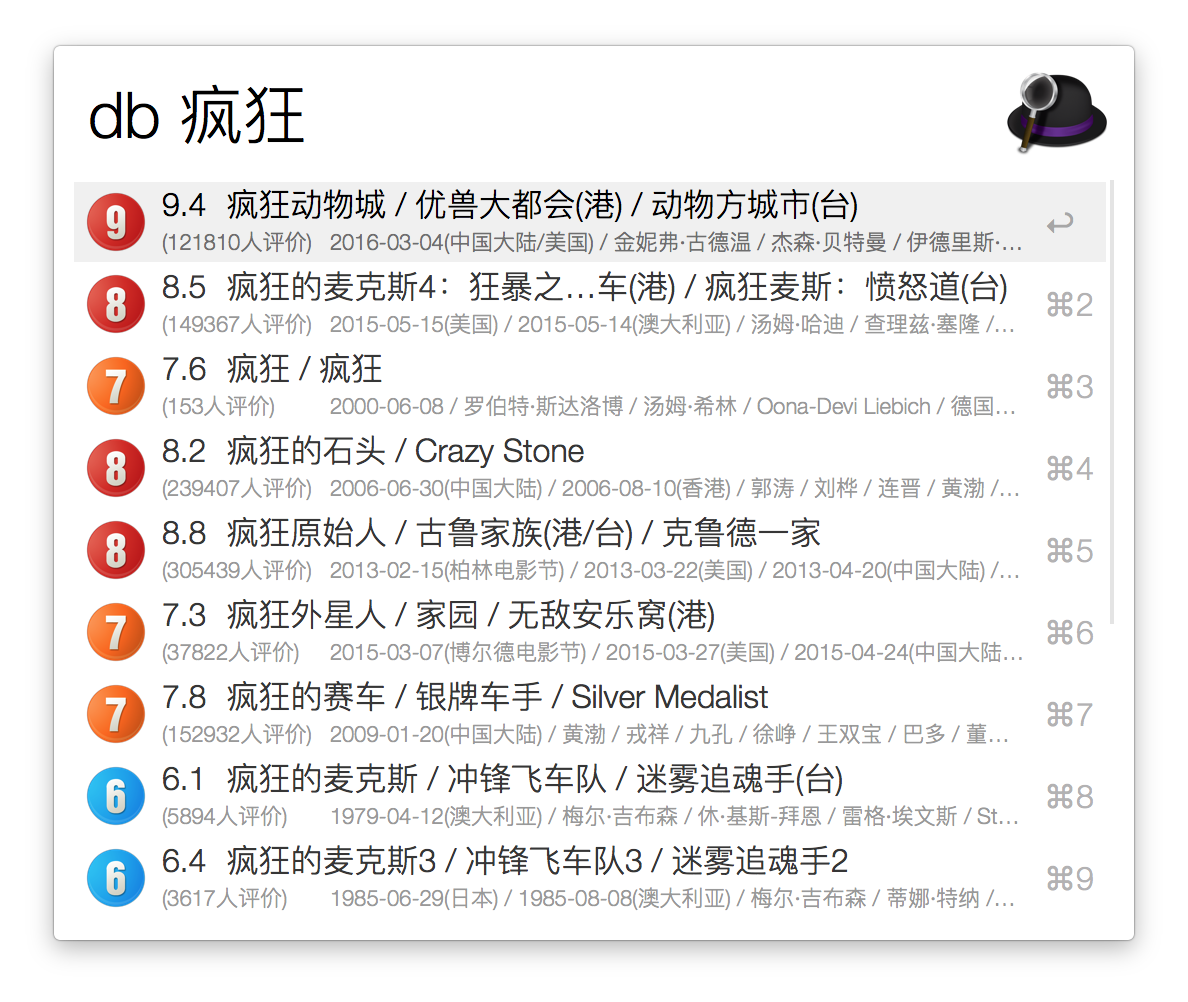 db 疯狂
9 9.4 疯狂动物城 / 优兽大都会(港) / 动物方城市(台)
(121810人评价) 2016-03-04(中国大陆/美国) / 金妮弗·古德温 / 杰森·贝特曼 / 伊德里斯·… ↩
8 8.5 疯狂的麦克斯4：狂暴之…车(港) / 疯狂麦斯：愤怒道(台)
(149367人评价) 2015-05-15(美国) / 2015-05-14(澳大利亚) / 汤姆·哈迪 / 查理兹·塞隆 /… ⌘2
7 7.6 疯狂 / 疯狂
(153人评价) 2000-06-08 / 罗伯特·斯达洛博 / 汤姆·希林 / Oona-Devi Liebich / 德国… ⌘3
8 8.2 疯狂的石头 / Crazy Stone
(239407人评价) 2006-06-30(中国大陆) / 2006-08-10(香港) / 郭涛 / 刘桦 / 连晋 / 黄渤 /… ⌘4
8 8.8 疯狂原始人 / 古鲁家族(港/台) / 克鲁德一家
(305439人评价) 2013-02-15(柏林电影节) / 2013-03-22(美国) / 2013-04-20(中国大陆) /… ⌘5
7 7.3 疯狂外星人 / 家园 / 无敌安乐窝(港)
(37822人评价) 2015-03-07(博尔德电影节) / 2015-03-27(美国) / 2015-04-24(中国大陆… ⌘6
7 7.8 疯狂的赛车 / 银牌车手 / Silver Medalist
(152932人评价) 2009-01-20(中国大陆) / 黄渤 / 戎祥 / 九孔 / 徐峥 / 王双宝 / 巴多 / 董… ⌘7
6 6.1 疯狂的麦克斯 / 冲锋飞车队 / 迷雾追魂手(台)
(5894人评价) 1979-04-12(澳大利亚) / 梅尔·吉布森 / 休·基斯-拜恩 / 雷格·埃文斯 / St… ⌘8
6 6.4 疯狂的麦克斯3 / 冲锋飞车队3 / 迷雾追魂手2
(3617人评价) 1985-06-29(日本) / 1985-08-08(澳大利亚) / 梅尔·吉布森 / 蒂娜·特纳 /… ⌘9